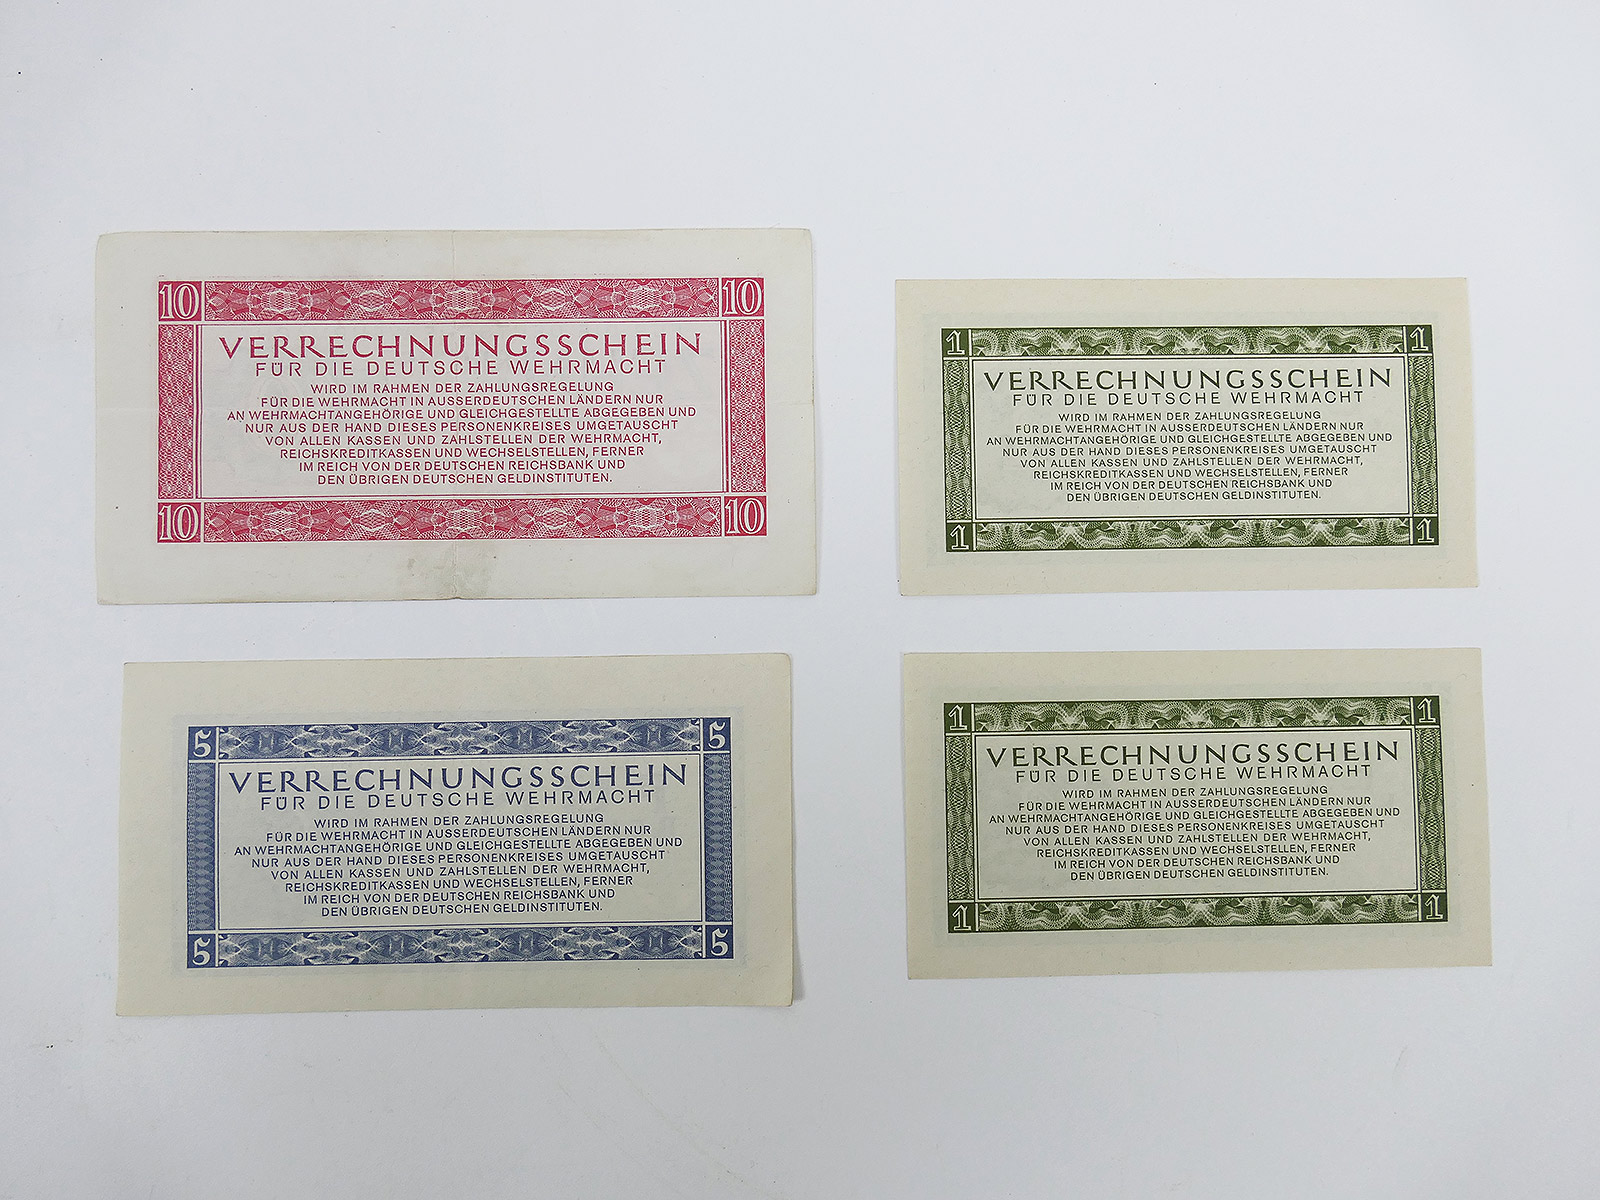 10 10
VERRECHNUNGSSCHEIN
FÜR DIE DEUTSCHE WEHRMACHT
WIRD IM RAHMEN DER ZAHLUNGSREGELUNG
FÜR DIE WEHRMACHT IN AUSSERDEUTSCHEN LÄNDERN NUR
AN WEHRMACHTANGEHÖRIGE UND GLEICHGESTELLTE ABGEGEBEN UND
NUR AUS DER HAND DIESES PERSONENKREISES UMGETAUSCHT
VON ALLEN KASSEN UND ZAHLSTELLEN DER WEHRMACHT,
REICHSKREDITKASSEN UND WECHSELSTELLEN, FERNER
IM REICH VON DER DEUTSCHEN REICHSBANK UND
DEN ÜBRIGEN DEUTSCHEN GELDINSTITUTEN.
10 10
1 1
VERRECHNUNGSSCHEIN
FÜR DIE DEUTSCHE WEHRMACHT
WIRD IM RAHMEN DER ZAHLUNGSREGELUNG
FÜR DIE WEHRMACHT IN AUSSERDEUTSCHEN LÄNDERN NUR
AN WEHRMACHTANGEHÖRIGE UND GLEICHGESTELLTE ABGEGEBEN UND
NUR AUS DER HAND DIESES PERSONENKREISES UMGETAUSCHT
VON ALLEN KASSEN UND ZAHLSTELLEN DER WEHRMACHT,
REICHSKREDITKASSEN UND WECHSELSTELLEN, FERNER
IM REICH VON DER DEUTSCHEN REICHSBANK UND
DEN ÜBRIGEN DEUTSCHEN GELDINSTITUTEN.
1 1
5 5
VERRECHNUNGSSCHEIN
FÜR DIE DEUTSCHE WEHRMACHT
WIRD IM RAHMEN DER ZAHLUNGSREGELUNG
FÜR DIE WEHRMACHT IN AUSSERDEUTSCHEN LÄNDERN NUR
AN WEHRMACHTANGEHÖRIGE UND GLEICHGESTELLTE ABGEGEBEN UND
NUR AUS DER HAND DIESES PERSONENKREISES UMGETAUSCHT
VON ALLEN KASSEN UND ZAHLSTELLEN DER WEHRMACHT,
REICHSKREDITKASSEN UND WECHSELSTELLEN, FERNER
IM REICH VON DER DEUTSCHEN REICHSBANK UND
DEN ÜBRIGEN DEUTSCHEN GELDINSTITUTEN.
5 5
1 1
VERRECHNUNGSSCHEIN
FÜR DIE DEUTSCHE WEHRMACHT
WIRD IM RAHMEN DER ZAHLUNGSREGELUNG
FÜR DIE WEHRMACHT IN AUSSERDEUTSCHEN LÄNDERN NUR
AN WEHRMACHTANGEHÖRIGE UND GLEICHGESTELLTE ABGEGEBEN UND
NUR AUS DER HAND DIESES PERSONENKREISES UMGETAUSCHT
VON ALLEN KASSEN UND ZAHLSTELLEN DER WEHRMACHT,
REICHSKREDITKASSEN UND WECHSELSTELLEN, FERNER
IM REICH VON DER DEUTSCHEN REICHSBANK UND
DEN ÜBRIGEN DEUTSCHEN GELDINSTITUTEN.
1 1